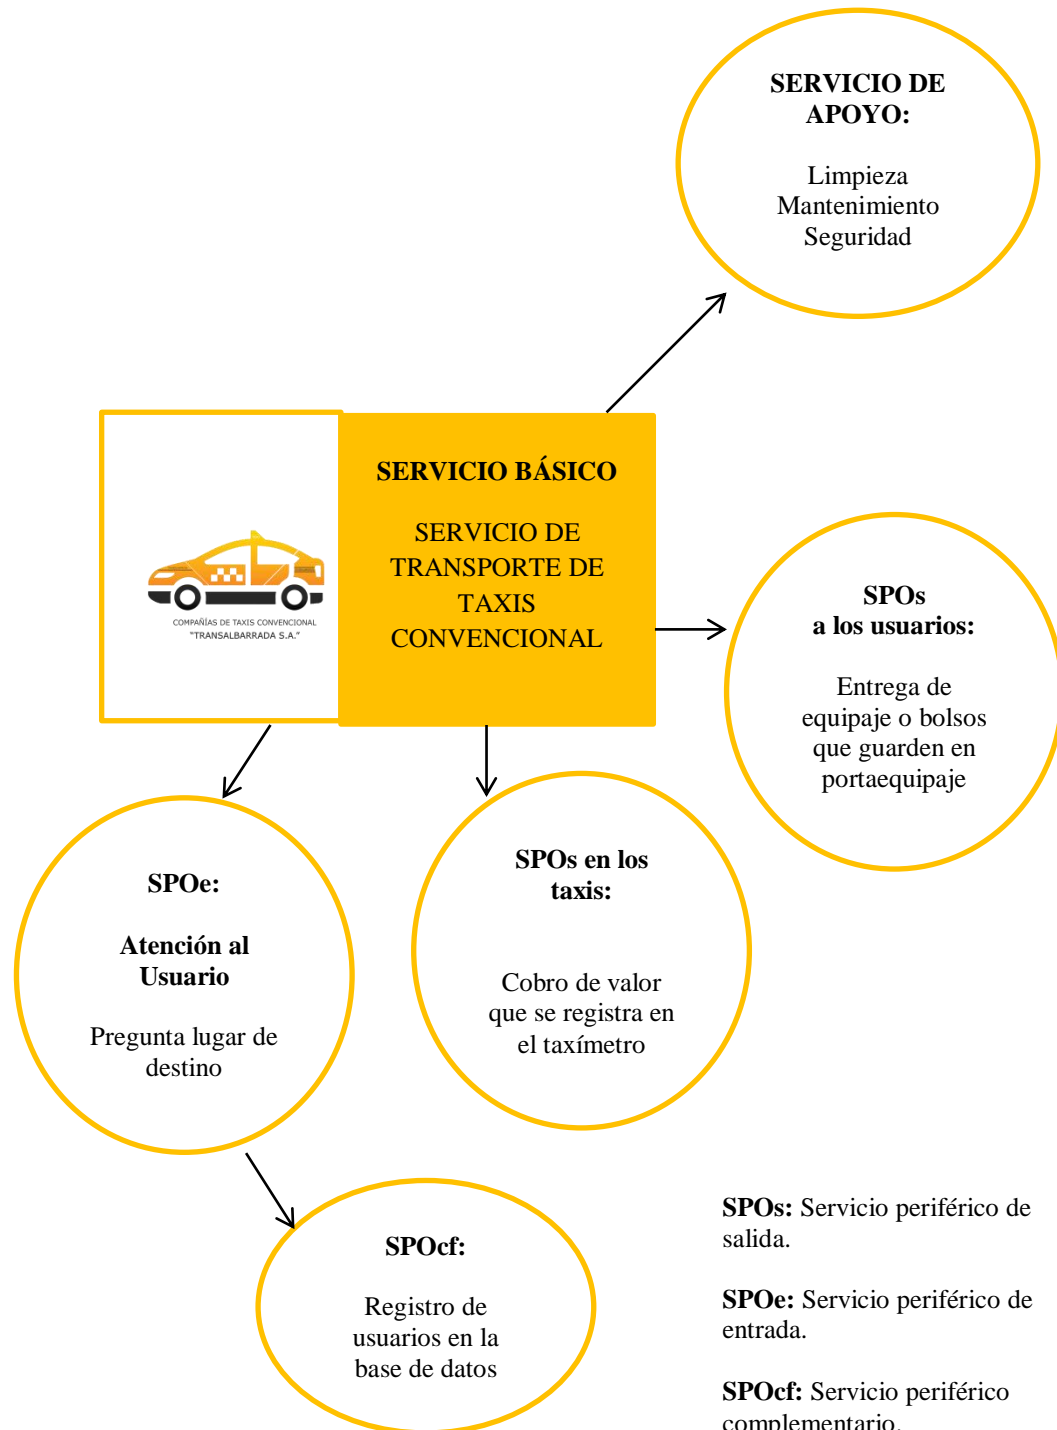 SERVICIO DE
APOYO:
Limpieza
Mantenimiento
Seguridad
SERVICIO BÁSICO
SERVICIO DE
TRANSPORTE DE
TAXIS
CONVENCIONAL
COMPAÑÍAS DE TAXIS CONVENCIONAL
"TRANSALBARRADA S.A."
SPOs
a los usuarios:
Entrega de
equipaje o bolsos
que guarden en
portaequipaje
SPOe:
Atención al
Usuario
Pregunta lugar de
destino
SPOs en los
taxis:
Cobro de valor
que se registra en
el taxímetro
SPOcf:
Registro de
usuarios en la
base de datos
SPOs: Servicio periférico de
salida.
SPOe: Servicio periférico de
entrada.
SPOcf: Servicio periférico
complementario.